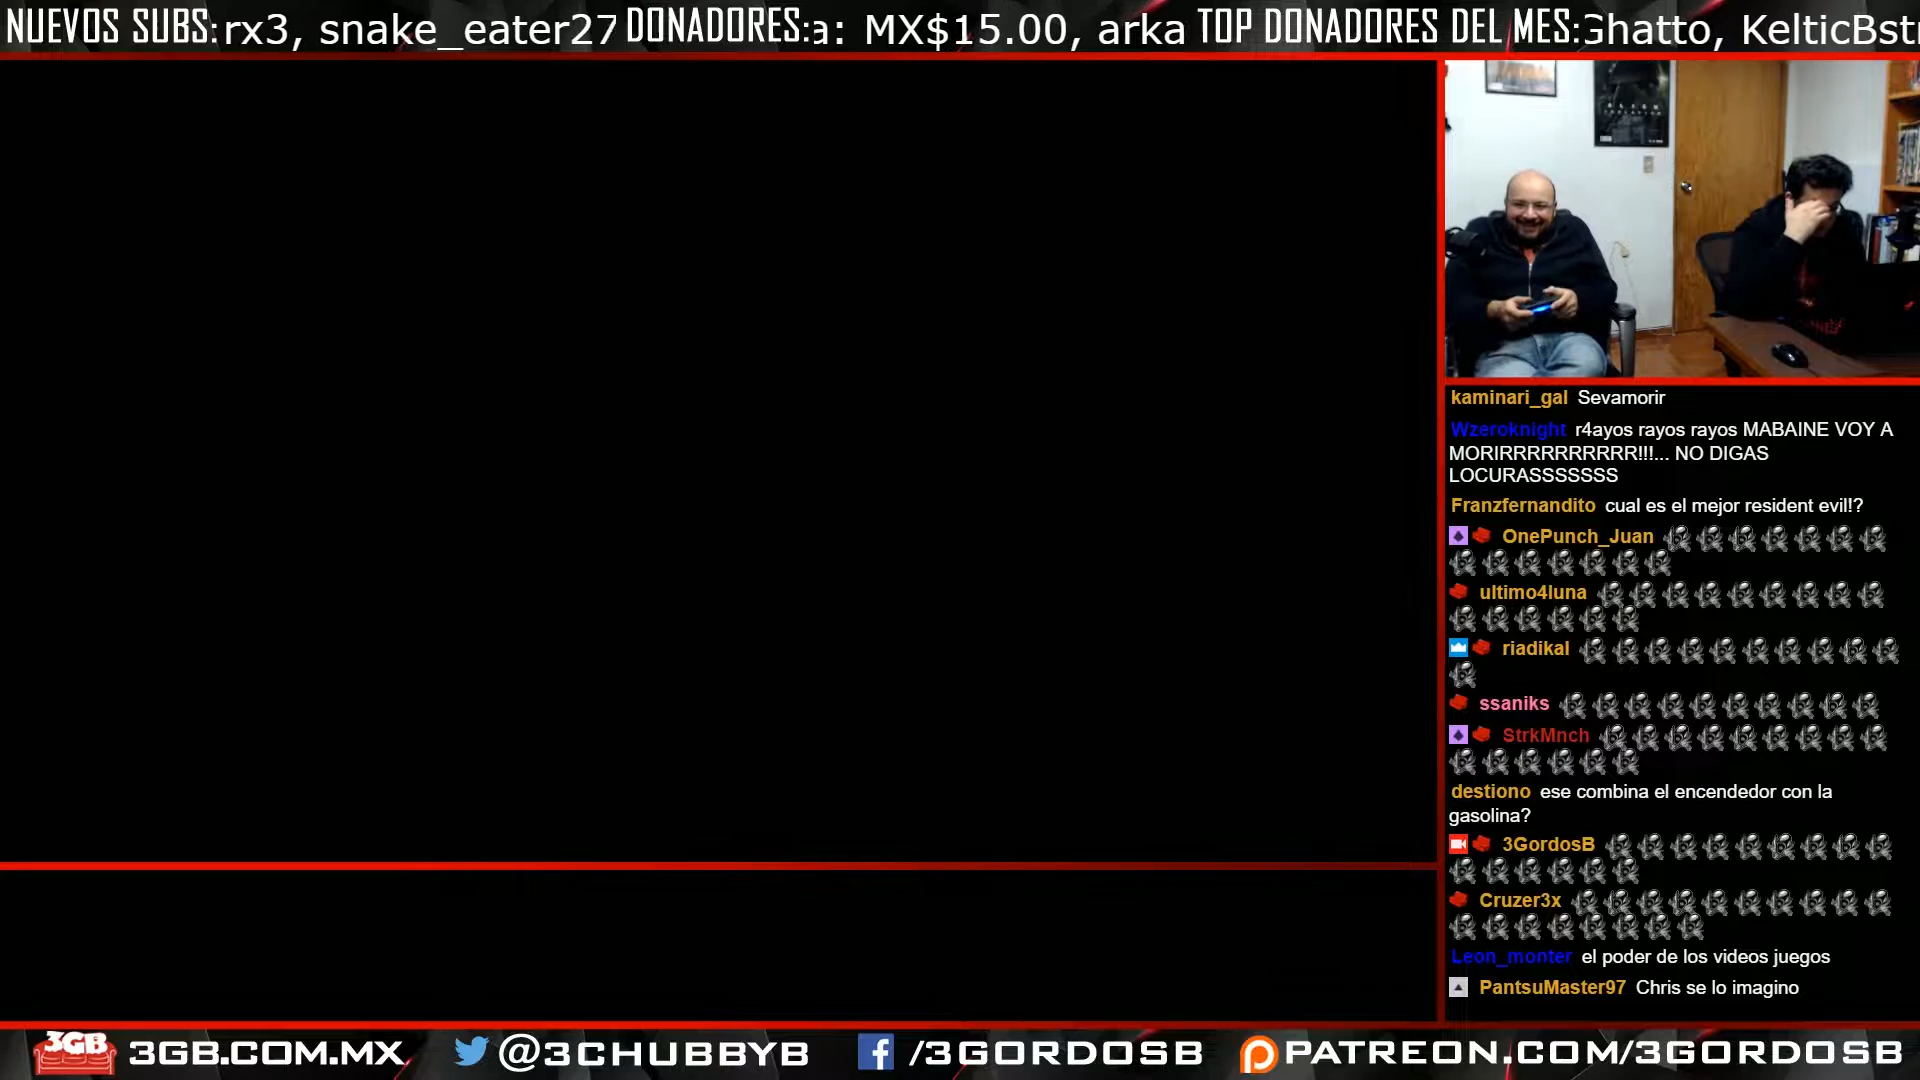 NUEVOS SUBS: rx3, snake_eater27 DONADORES: a: MX$15.00, arka TOP DONADORES DEL MES: Ghatto, KelticBst
kaminari_gal Sevamorir
Wzeroknight r4ayos rayos rayos MABAINE VOY A
MORIRRRRRRRRRR!!!... NO DIGAS
LOCURASSSSSSS
Franzfernandito cual es el mejor resident evil!?
OnePunch_Juan
ultimo4luna
riadikal
ssaniks
StrkMnch
destiono ese combina el encendedor con la
gasolina?
3GordosB
Cruzer3x
Leon_monter el poder de los videos juegos
PantsuMaster97 Chris se lo imagino
3GB 3GB.COM.MX @3CHUBBYB /3GORDOSB PATREON.COM/3GORDOSB